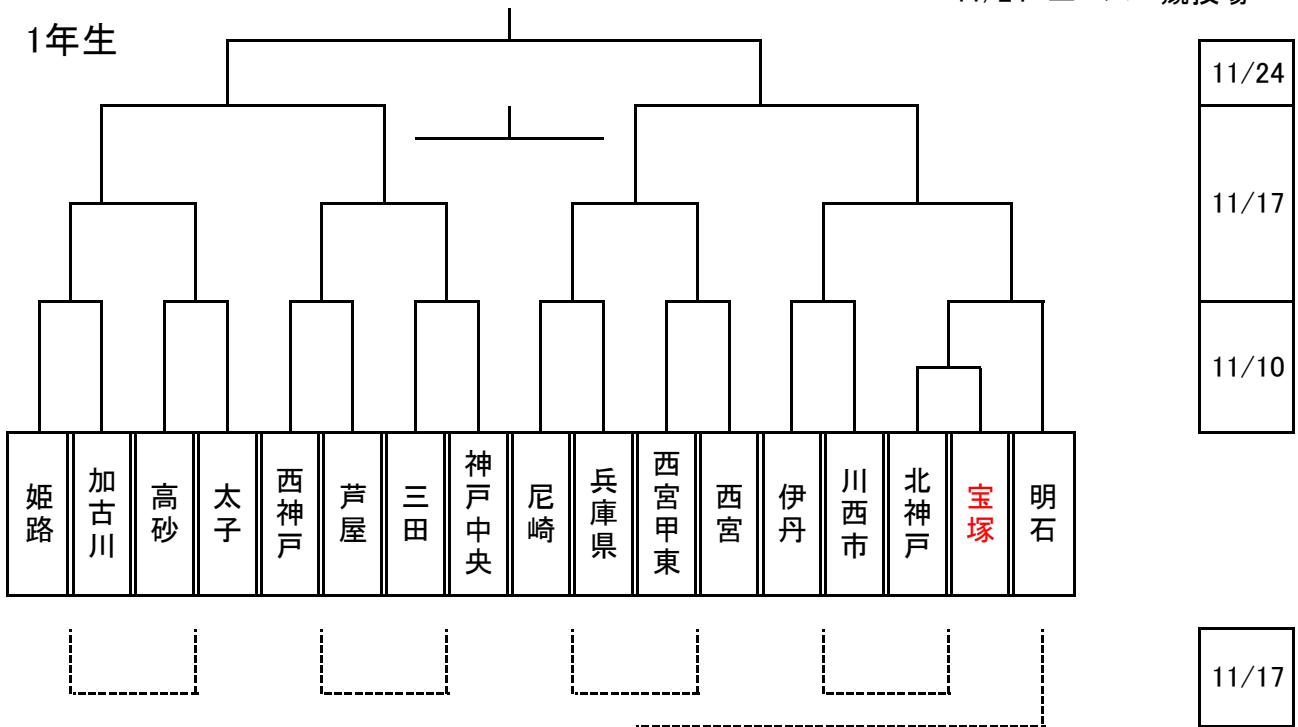 1年生
11/24
11/17
11/10
姫路
加古川
高砂
太子
西神戸
芦屋
三田
神戸中央
尼崎
兵庫県
西宮甲東
西宮
伊丹
川西市
北神戸
宝塚
明石
11/17